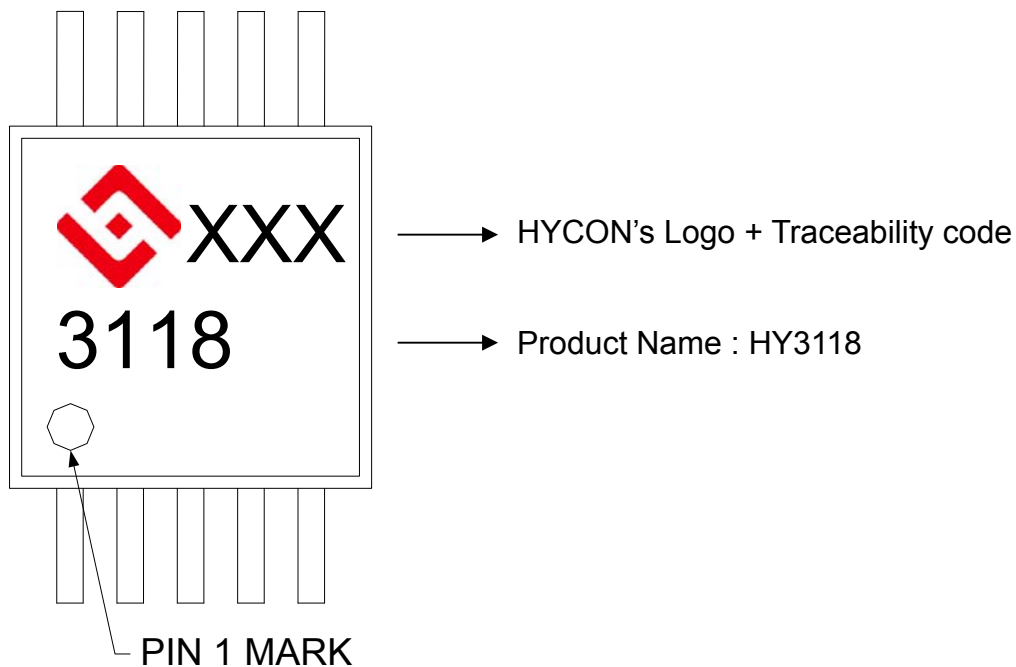 XXX
HYCON’s Logo + Traceability code
3118
Product Name : HY3118
PIN 1 MARK